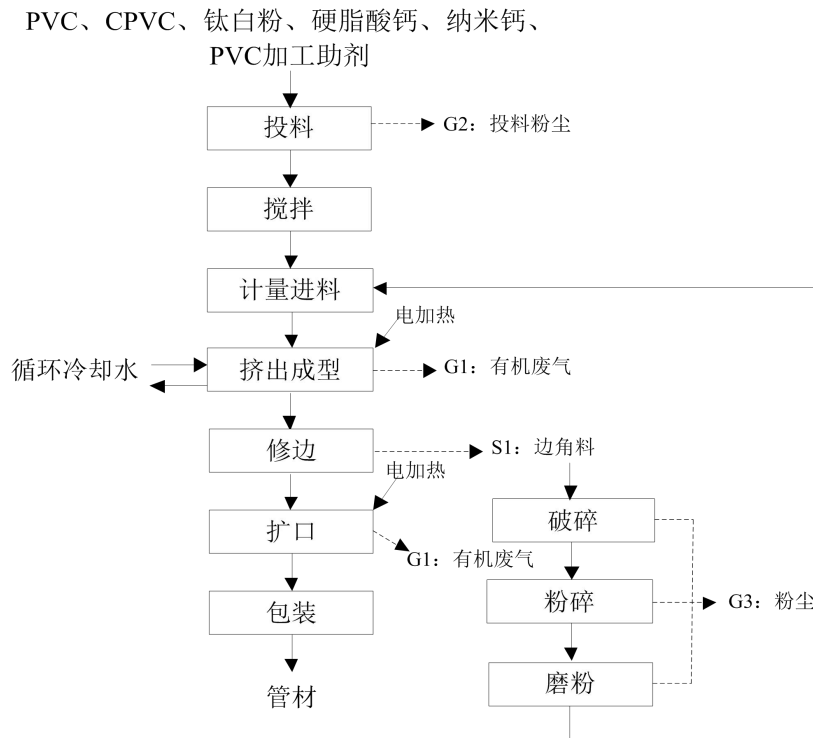 PVC、CPVC、钛白粉、硬脂酸钙、纳米钙、
PVC加工助剂
投料
G2：投料粉尘
搅拌
计量进料
电加热
循环冷却水
挤出成型
G1：有机废气
修边
S1：边角料
电加热
扩口
G1：有机废气
破碎
包装
粉碎
G3：粉尘
管材
磨粉